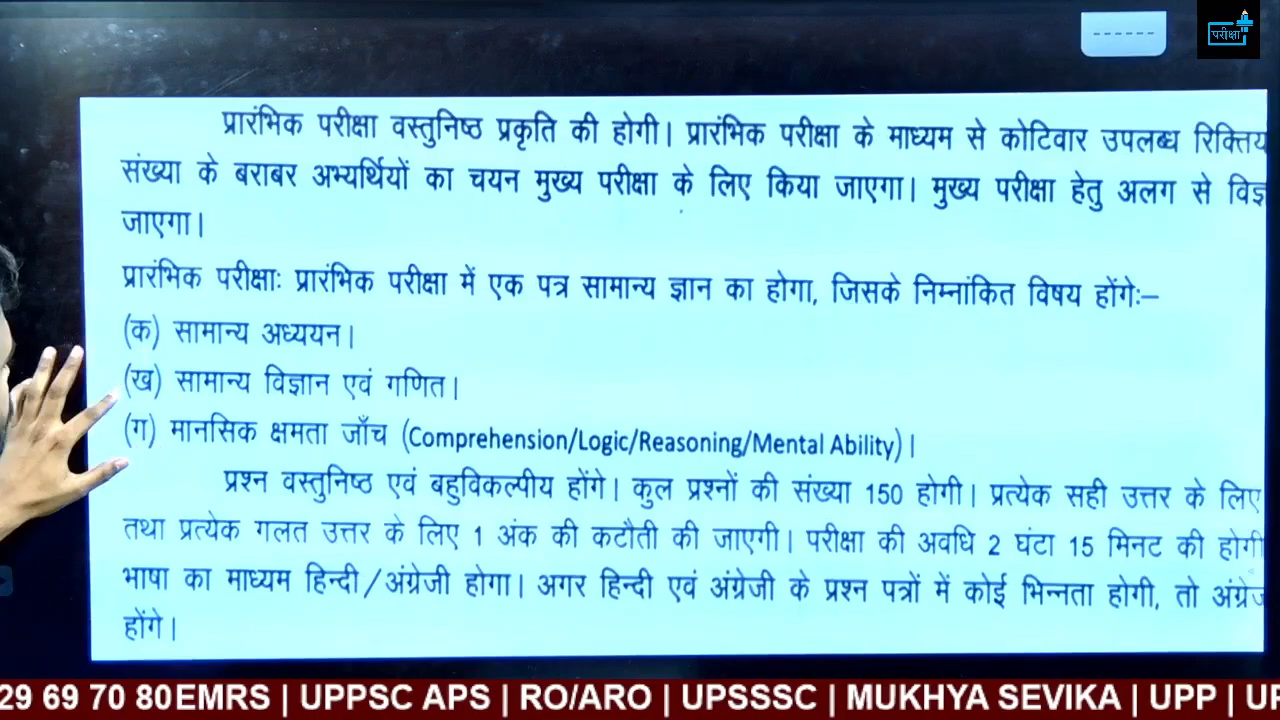 परीक्षा
प्रारंभिक परीक्षा वस्तुनिष्ठ प्रकृति की होगी। प्रारंभिक परीक्षा के माध्यम से कोटिवार उपलब्ध
संख्या के बराबर अभ्यर्थियों का चयन मुख्य परीक्षा के लिए किया जाएगा। मुख्य परीक्षा हेतु अलग से
जाएगा।
प्रारंभिक परीक्षाः प्रारंभिक परीक्षा में एक पत्र सामान्य ज्ञान का होगा, जिसके निम्नांकित विषय होंगेः–
(क) सामान्य अध्ययन।
(ख) सामान्य विज्ञान एवं गणित।
(ग) मानसिक क्षमता जाँच (Comprehension/Logic/Reasoning/Mental Ability)।
प्रश्न वस्तुनिष्ठ एवं बहुविकल्पीय होंगे। कुल प्रश्नों की संख्या 150 होगी। प्रत्येक सही उत्तर के लिए
तथा प्रत्येक गलत उत्तर के लिए 1 अंक की कटौती की जाएगी। परीक्षा की अवधि 2 घंटा 15 मिनट की होगी
भाषा का माध्यम हिन्दी/अंग्रेजी होगा। अगर हिन्दी एवं अंग्रेजी के प्रश्न पत्रों में कोई भिन्नता होगी, तो
होंगे।
29 69 70 80 EMRS | UPPSC APS | RO/ARO | UPSSSC | MUKHYA SEVIKA | UPP |